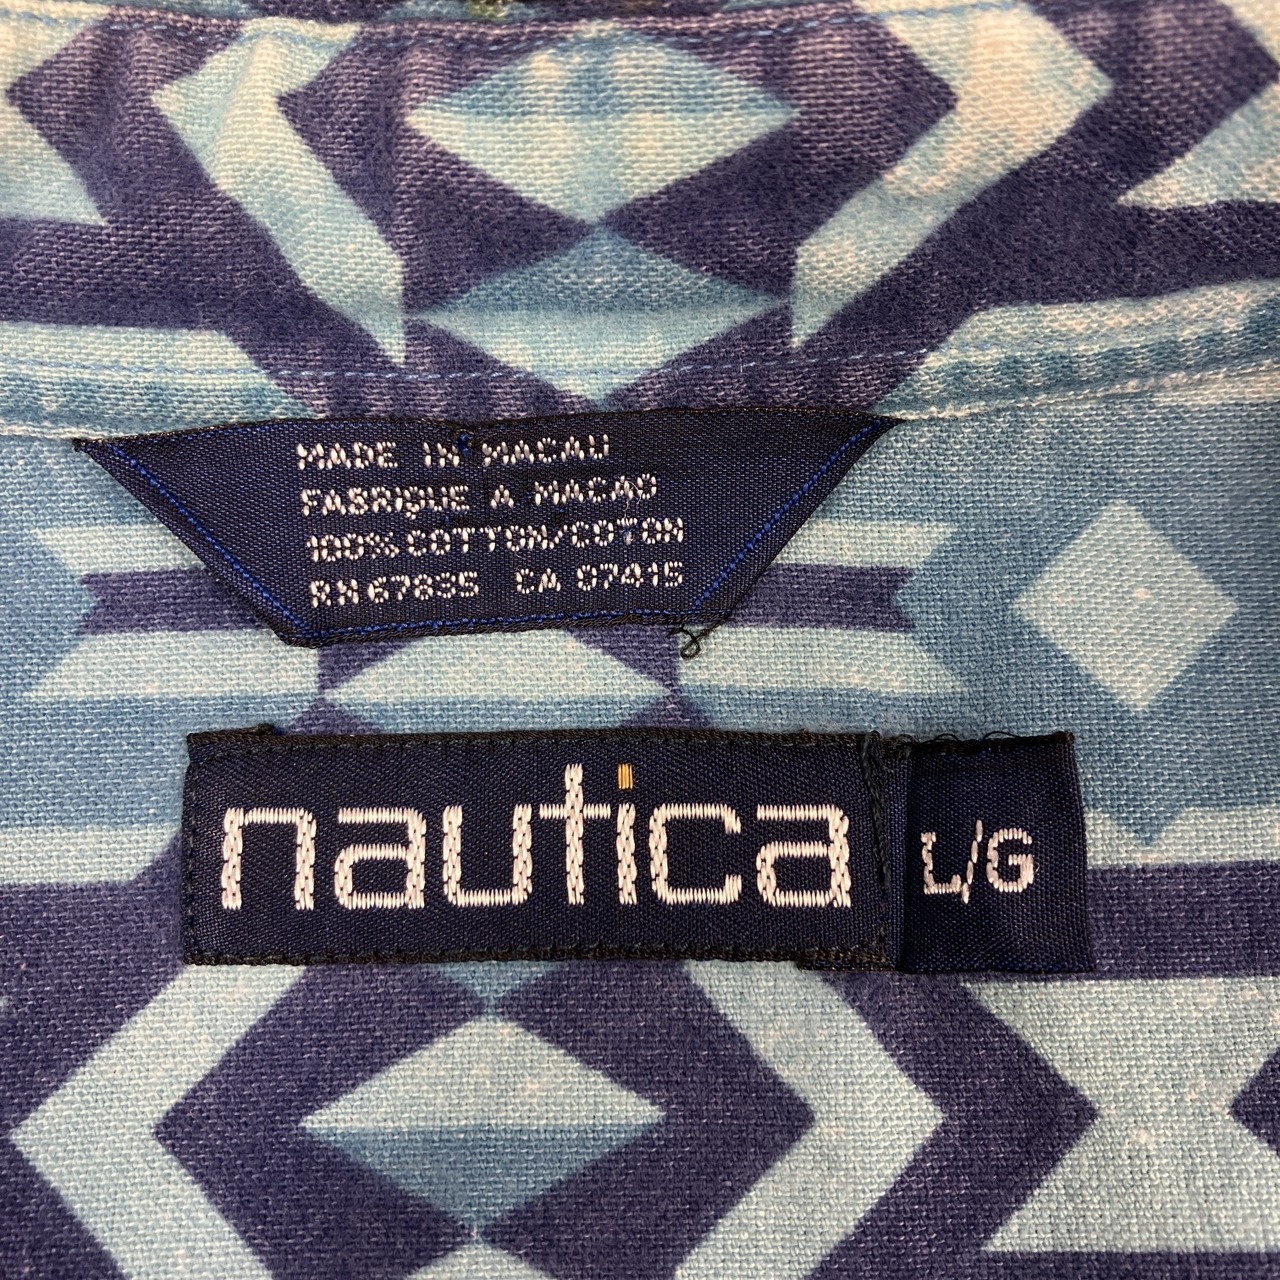 MADE IN MACAU
FABRIQUE A MACAO
100% COTTON/COTON
RN 67835 CA 07415
nautica
L/G